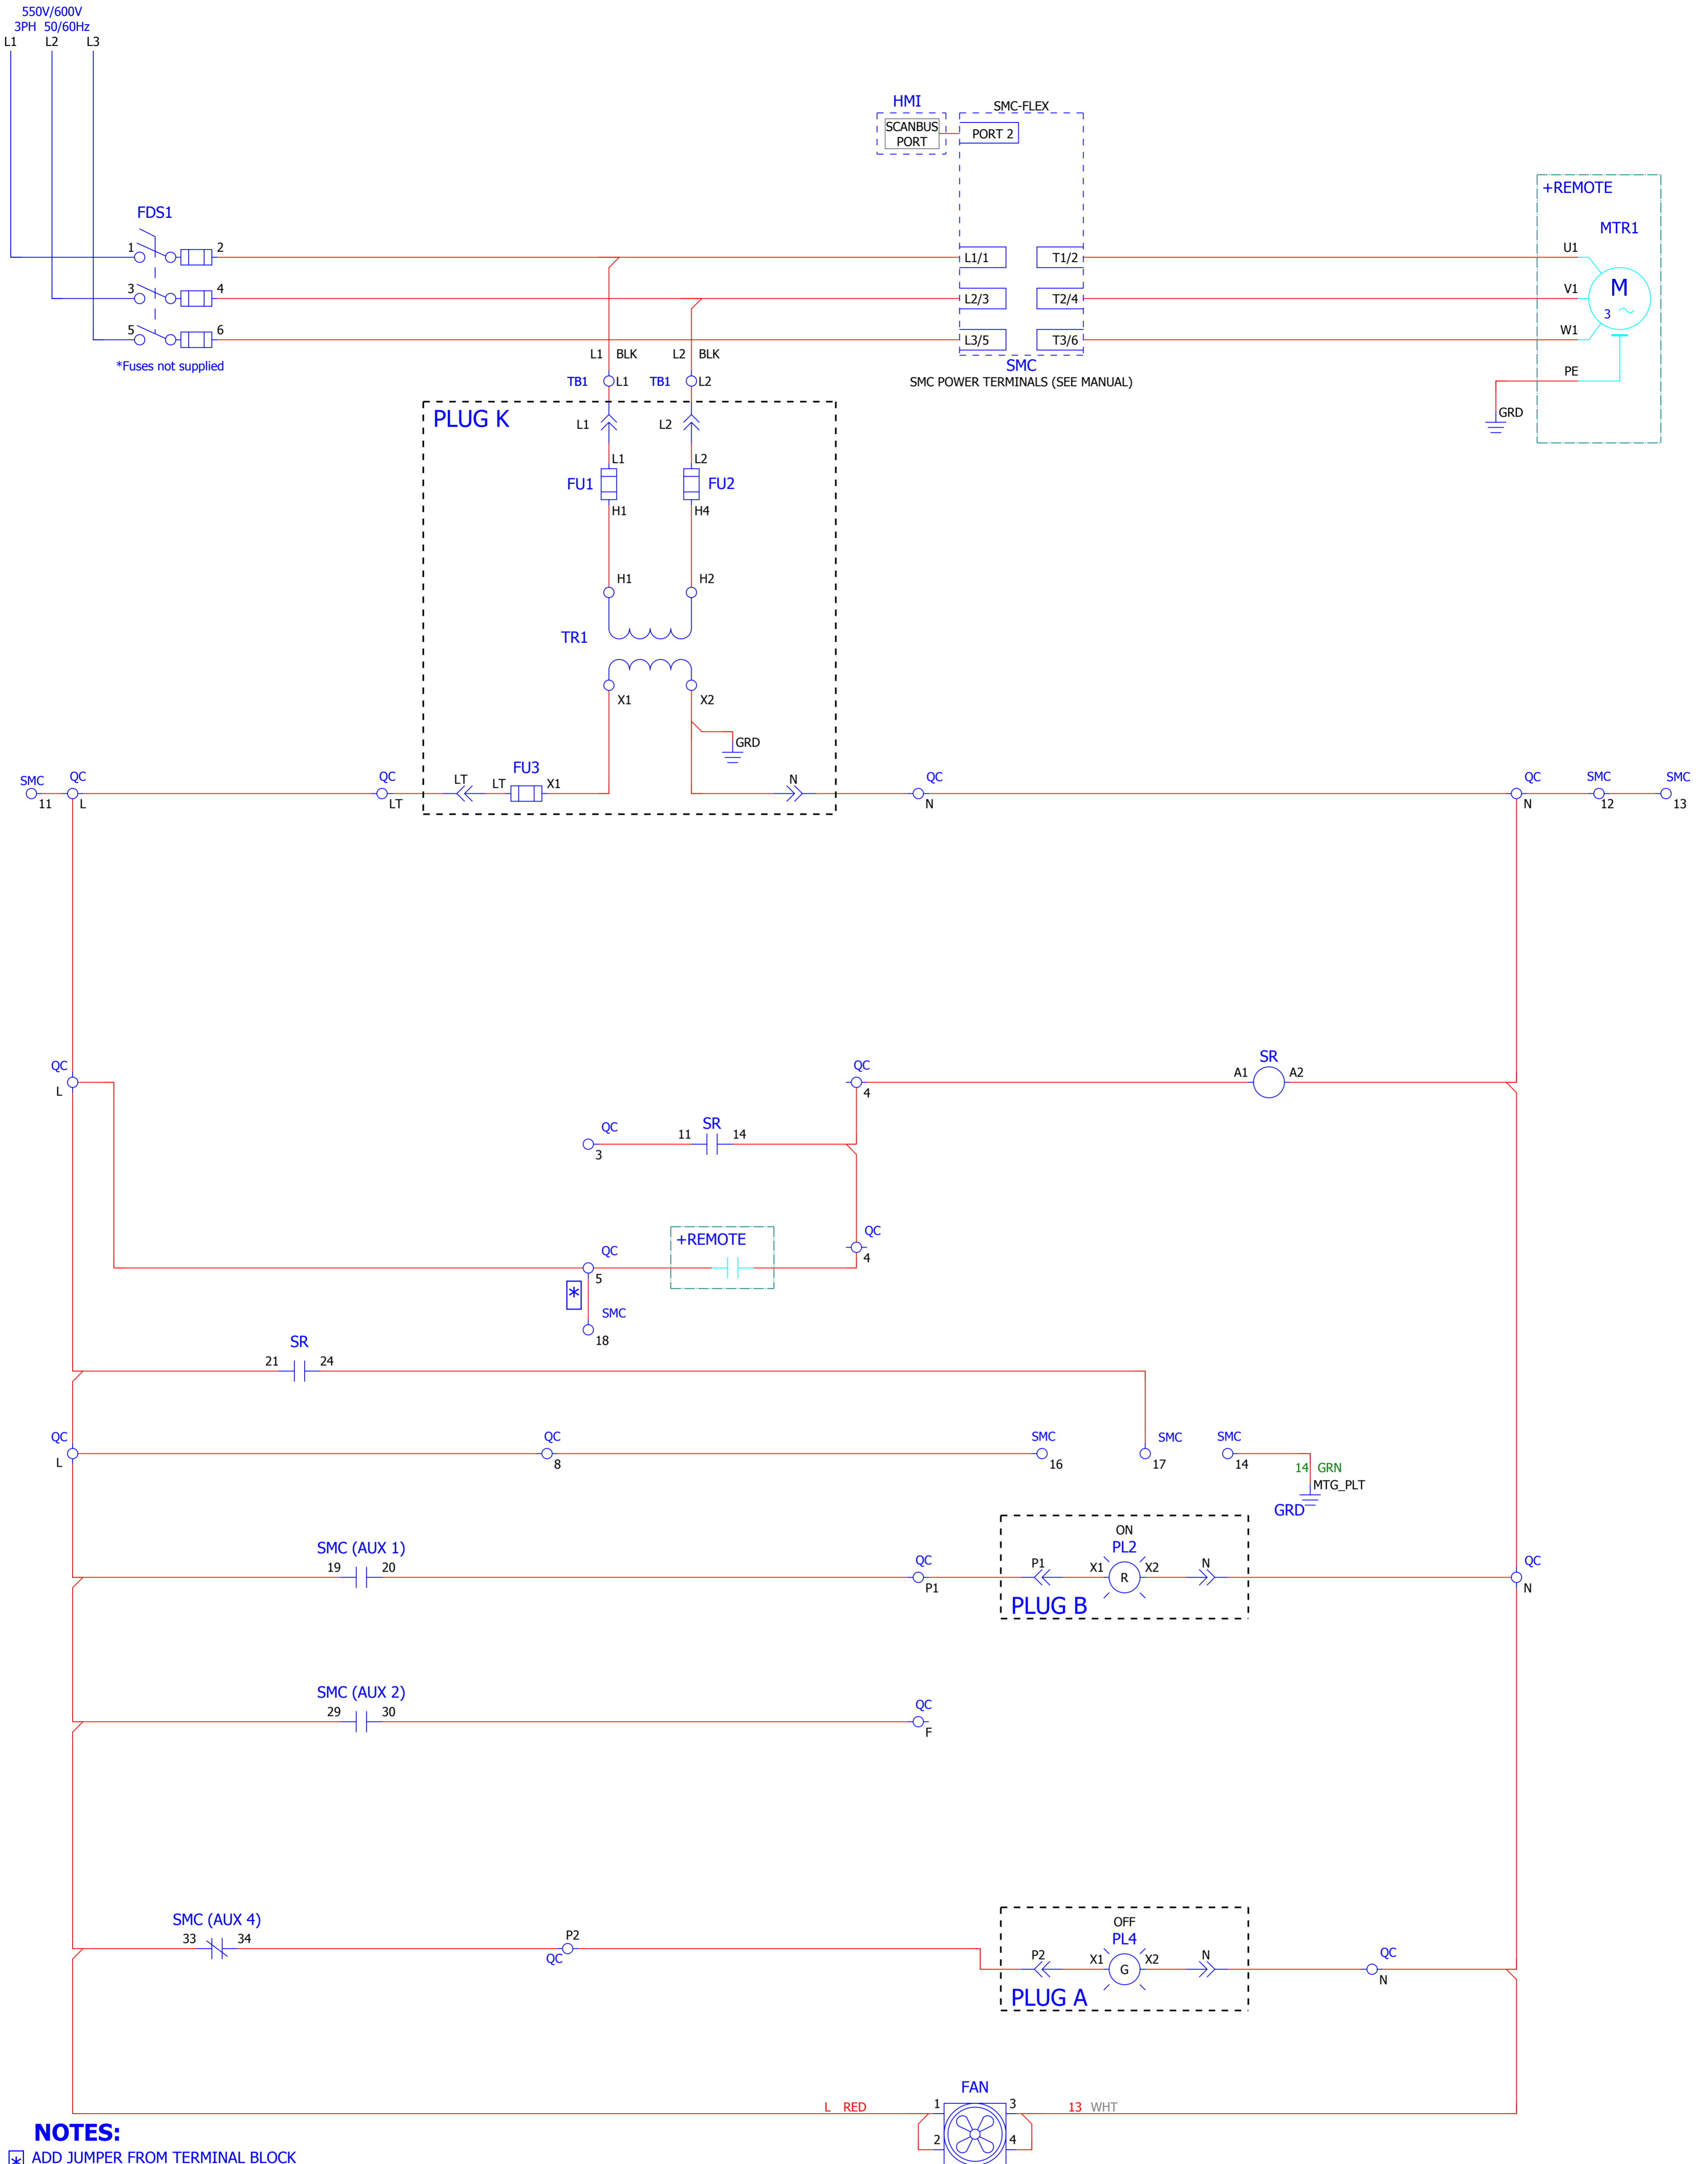 550V/600V
3PH 50/60Hz
L1 L2 L3
HMI
SCANBUS
PORT
SMC-FLEX
PORT 2
+REMOTE
MTR1
FDS1
1 2
L1/1 T1/2
U1
3 4
L2/3 T2/4
V1
M
3
5 6
L3/5 T3/6
W1
*Fuses not supplied
SMC
SMC POWER TERMINALS (SEE MANUAL)
PE
GRD
L1 BLK L2 BLK
TB1 L1 TB1 L2
PLUG K
L1 L2
L1 L2
FU1 FU2
H1 H4
H1 H2
TR1
X1 X2
GRD
SMC QC QC LT LT FU3 X1 N QC QC SMC SMC
11 L LT N N 12 13
QC QC SR
L 4 A1 A2
QC 11 SR 14
3
+REMOTE QC
QC 4
5
*
SMC
18
SR
21 24
QC QC SMC SMC SMC
L 8 16 17 14
14 GRN
MTG_PLT
GRD
SMC (AUX 1)
19 20
QC
P1
ON
PL2
P1 X1 R X2 N
PLUG B
QC
N
SMC (AUX 2)
29 30
QC
F
SMC (AUX 4)
33 34
P2
QC
OFF
PL4
P2 X1 G X2 N
PLUG A
QC
N
FAN
L RED 1 3 13 WHT
2 4
NOTES:
* ADD JUMPER FROM TERMINAL BLOCK